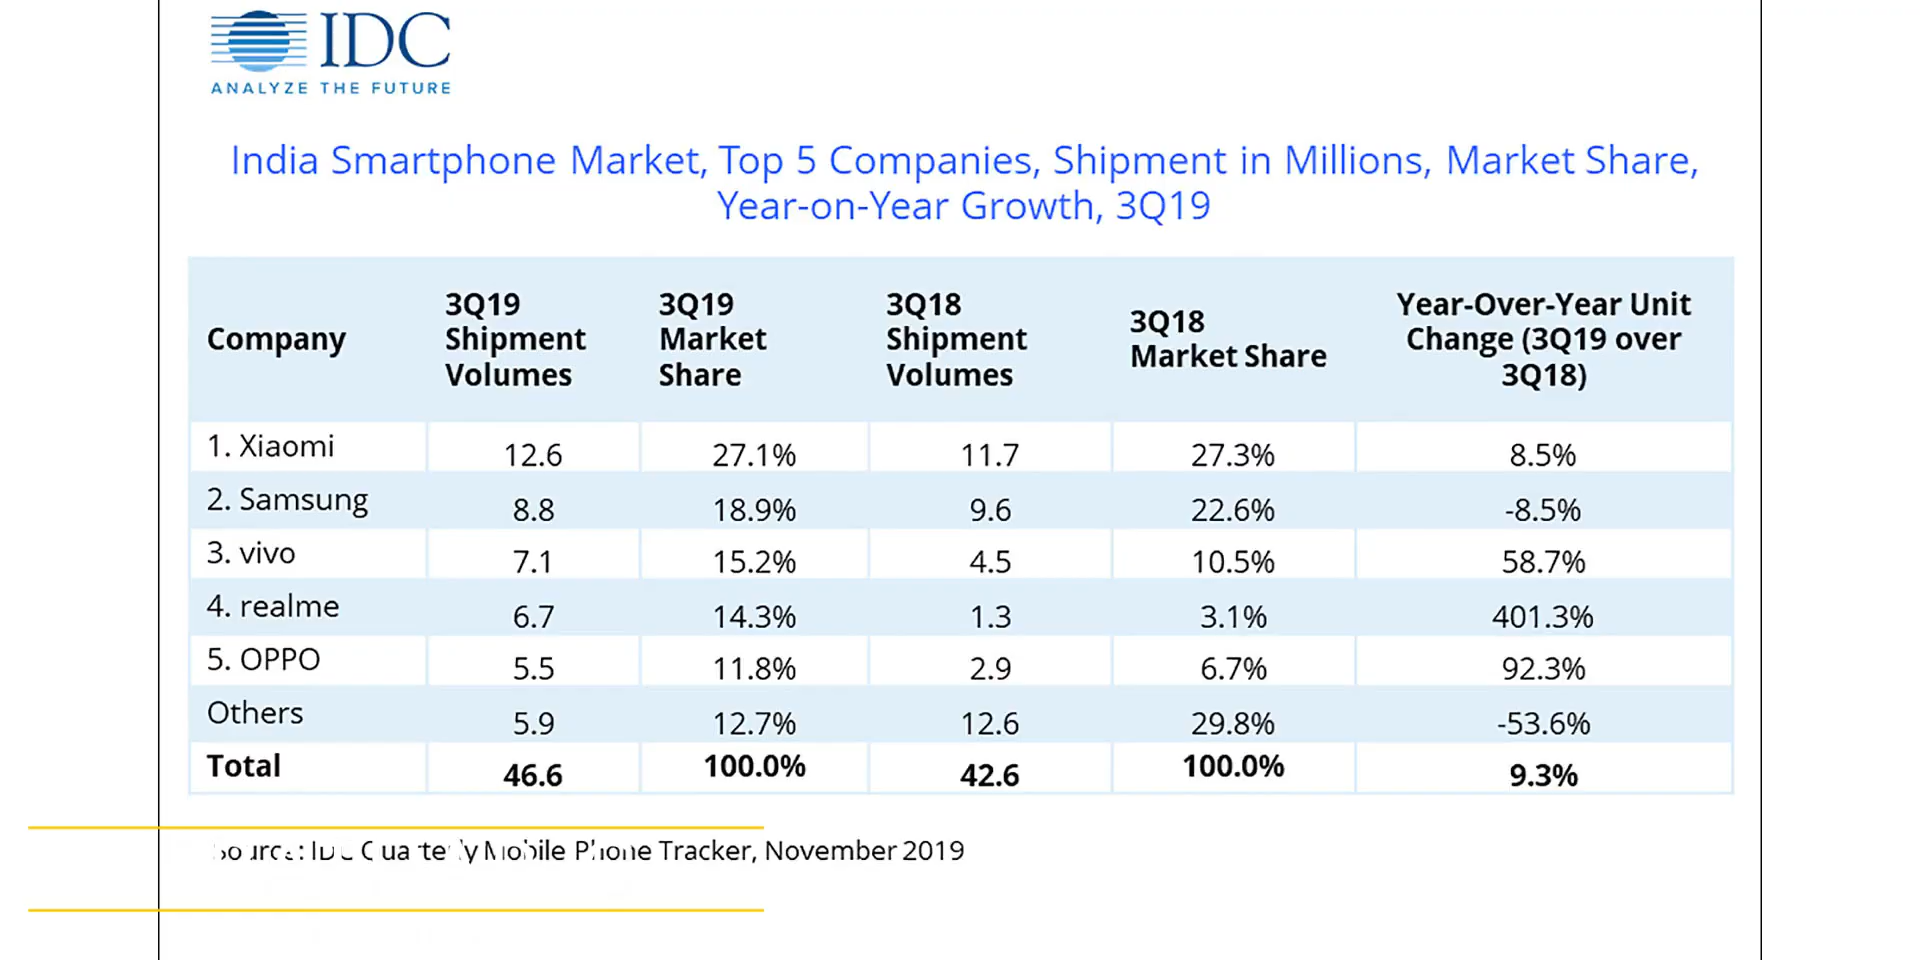 IDC
ANALYZE THE FUTURE
India Smartphone Market, Top 5 Companies, Shipment in Millions, Market Share,
Year-on-Year Growth, 3Q19
Company 3Q19 Shipment Volumes 3Q19 Market Share 3Q18 Shipment Volumes 3Q18 Market Share Year-Over-Year Unit Change (3Q19 over 3Q18)
1. Xiaomi 12.6 27.1% 11.7 27.3% 8.5%
2. Samsung 8.8 18.9% 9.6 22.6% -8.5%
3. vivo 7.1 15.2% 4.5 10.5% 58.7%
4. realme 6.7 14.3% 1.3 3.1% 401.3%
5. OPPO 5.5 11.8% 2.9 6.7% 92.3%
Others 5.9 12.7% 12.6 29.8% -53.6%
Total 46.6 100.0% 42.6 100.0% 9.3%
Source: IDC Quarterly Mobile Phone Tracker, November 2019